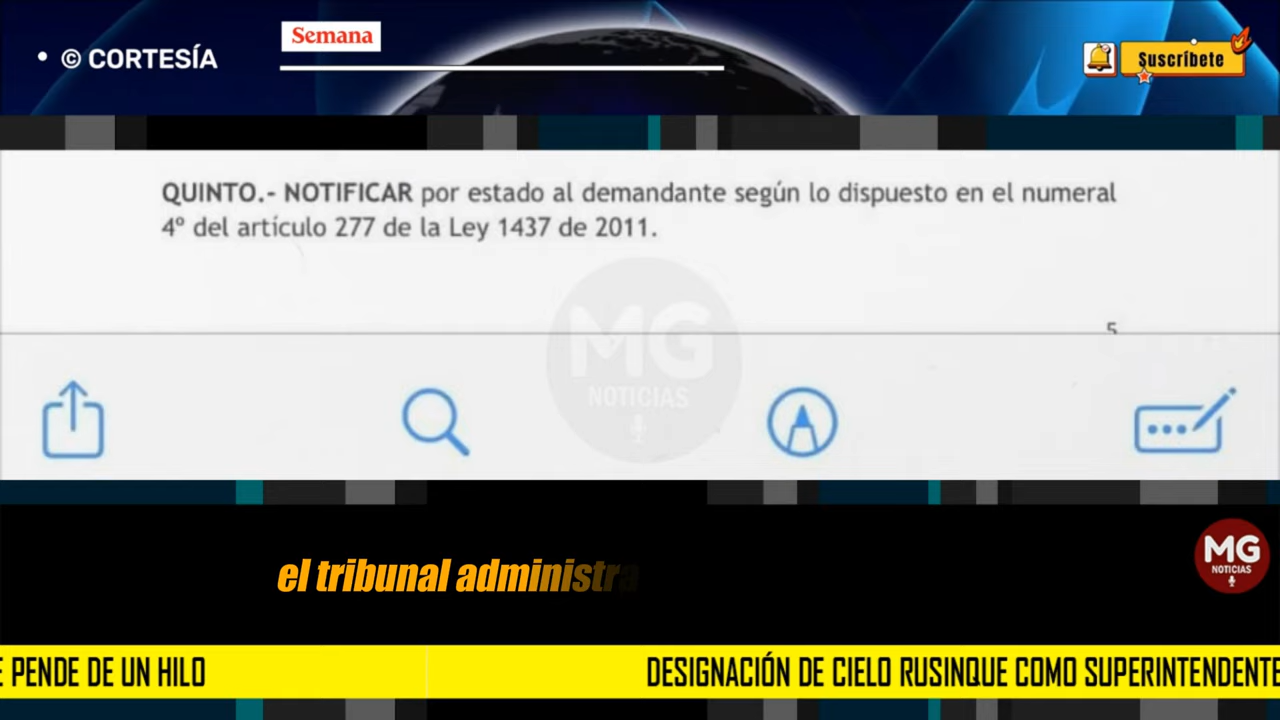 • © CORTESÍA
Semana
Suscríbete
QUINTO.- NOTIFICAR por estado al demandante según lo dispuesto en el numeral
4º del artículo 277 de la Ley 1437 de 2011.
5
MG
NOTICIAS
el tribunal administra
MG
NOTICIAS
E PENDE DE UN HILO
DESIGNACIÓN DE CIELO RUSINQUE COMO SUPERINTENDENTE